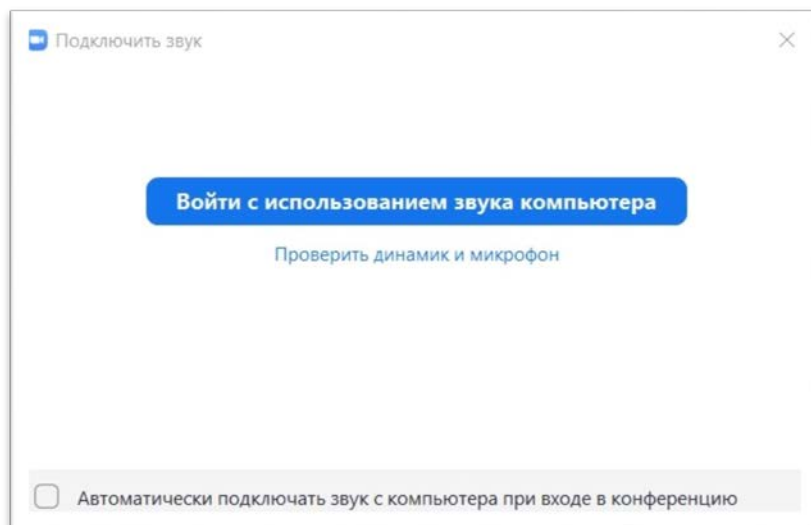 Подключить звук
Войти с использованием звука компьютера
Проверить динамик и микрофон
Автоматически подключать звук с компьютера при входе в конференцию